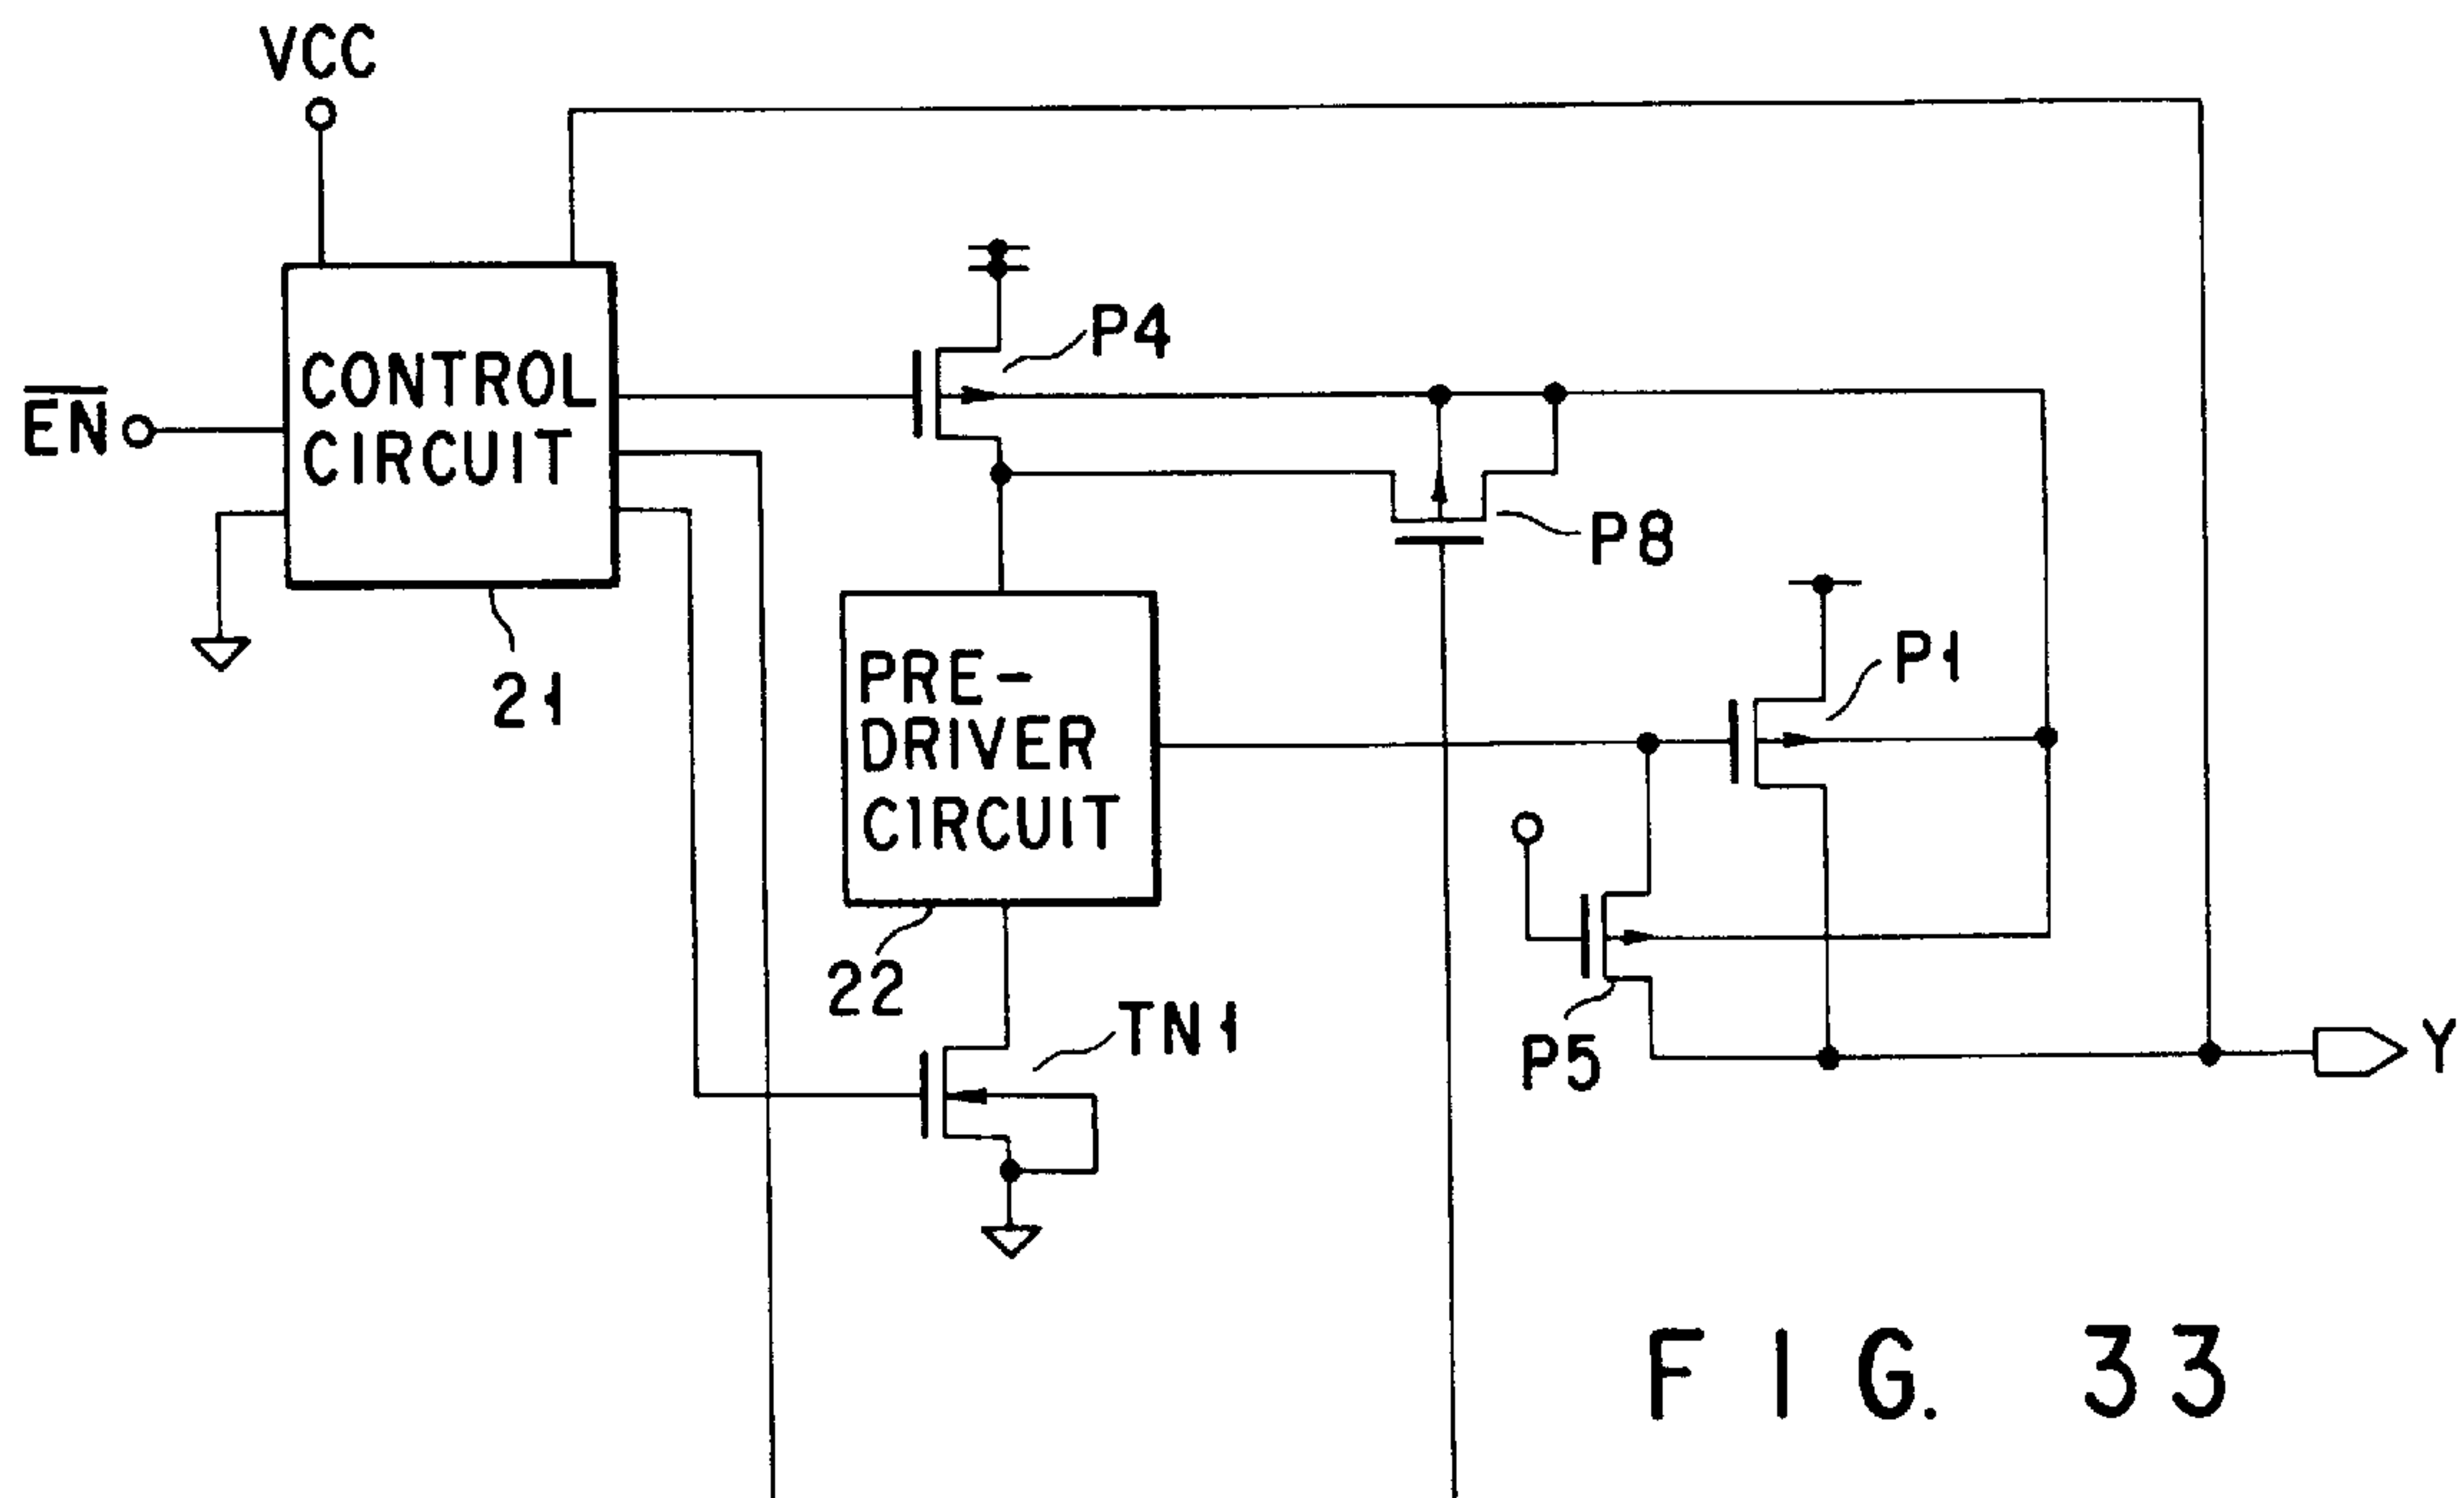 VCC
P4
EN
CONTROL
CIRCUIT
P8
21
PRE-
DRIVER
CIRCUIT
P1
22
TN1
P5
Y
FIG. 33